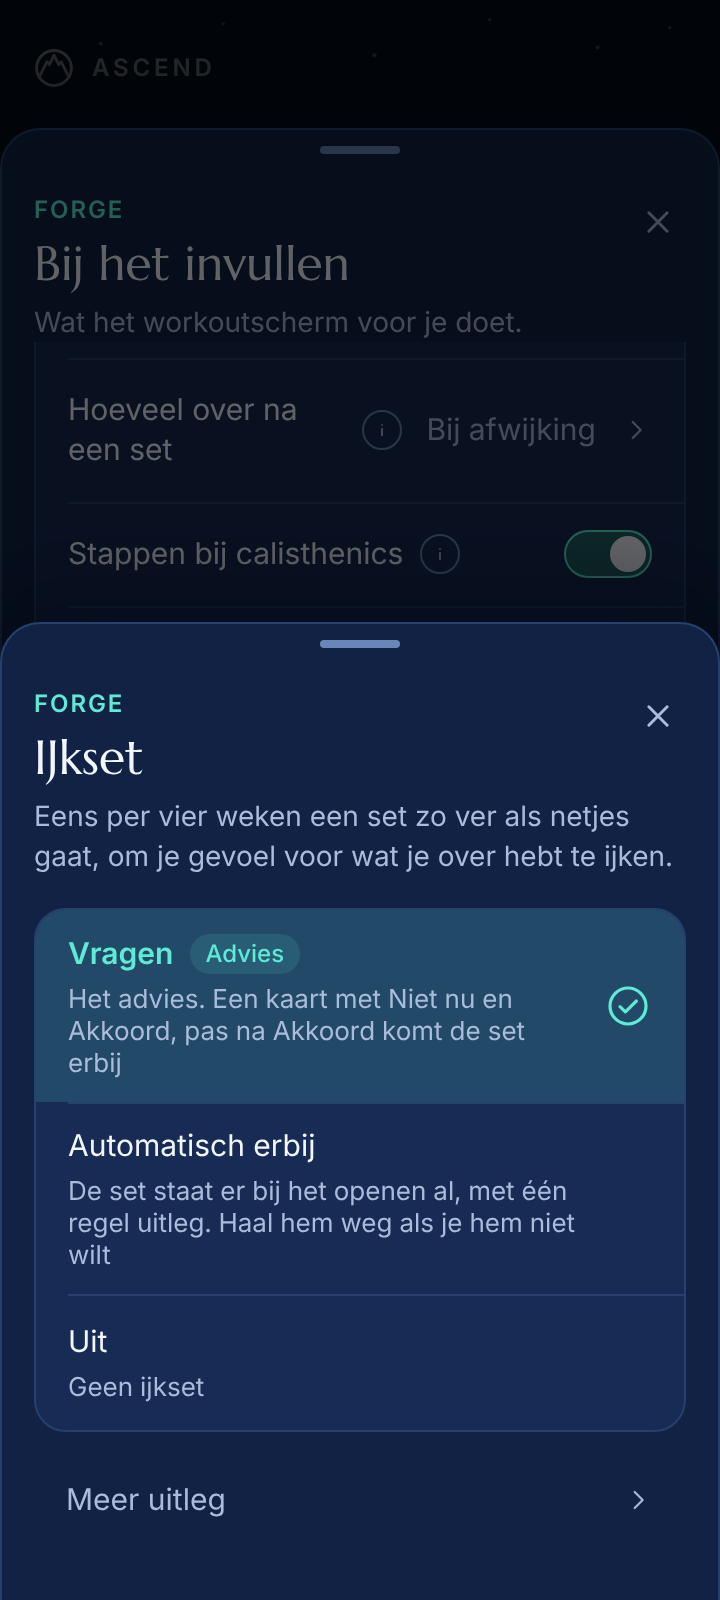 ASCEND
FORGE
Bij het invullen
Wat het workoutscherm voor je doet.
Hoeveel over na
een set
i
Bij afwijking
Stappen bij calisthenics
i
FORGE
IJkset
Eens per vier weken een set zo ver als netjes
gaat, om je gevoel voor wat je over hebt te ijken.
Vragen
Advies
Het advies. Een kaart met Niet nu en
Akkoord, pas na Akkoord komt de set
erbij
Automatisch erbij
De set staat er bij het openen al, met één
regel uitleg. Haal hem weg als je hem niet
wilt
Uit
Geen ijkset
Meer uitleg